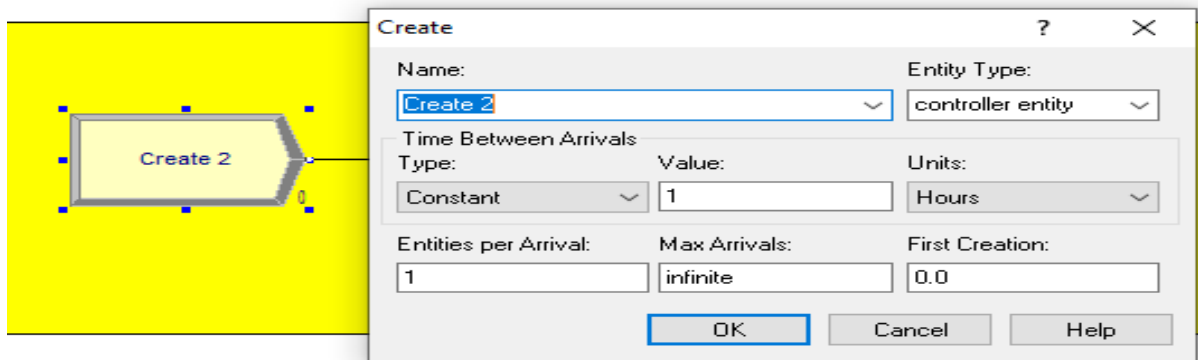 Create ? ×
Name: Entity Type:
Create 2 controller entity
Time Between Arrivals
Type: Value: Units:
Constant 1 Hours
Entities per Arrival: Max Arrivals: First Creation:
1 infinite 0.0
OK Cancel Help
Create 2
0